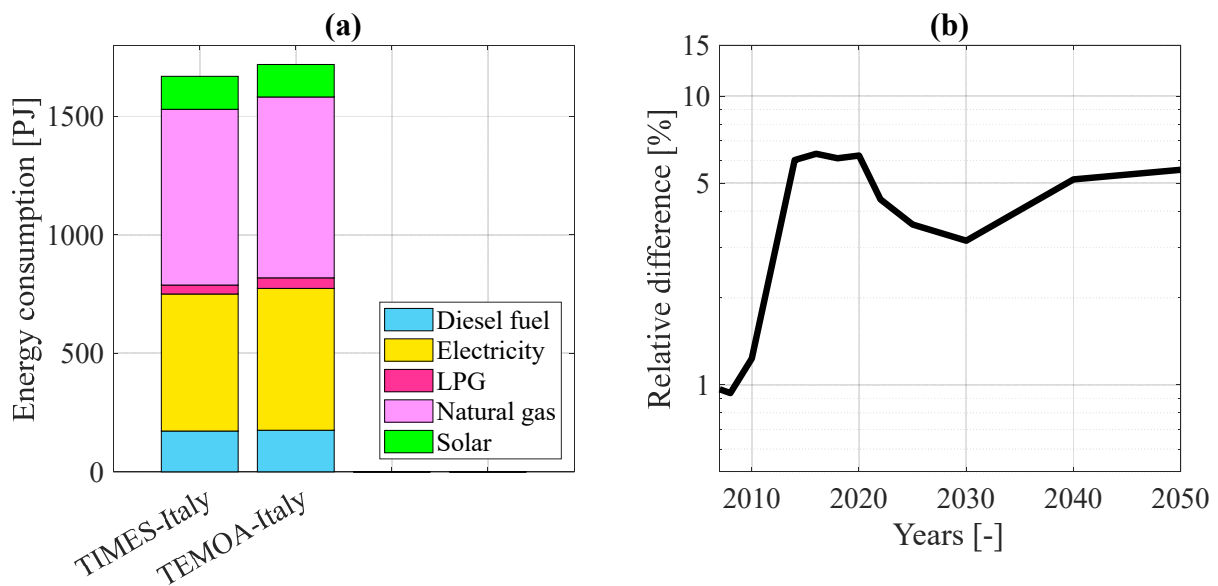 (a)
Energy consumption [PJ]
1500
1000
500
0
TIMES-Italy
TEMOA-Italy
Diesel fuel
Electricity
LPG
Natural gas
Solar
(b)
Relative difference [%]
15
10
5
1
2010
2020
2030
2040
2050
Years [-]